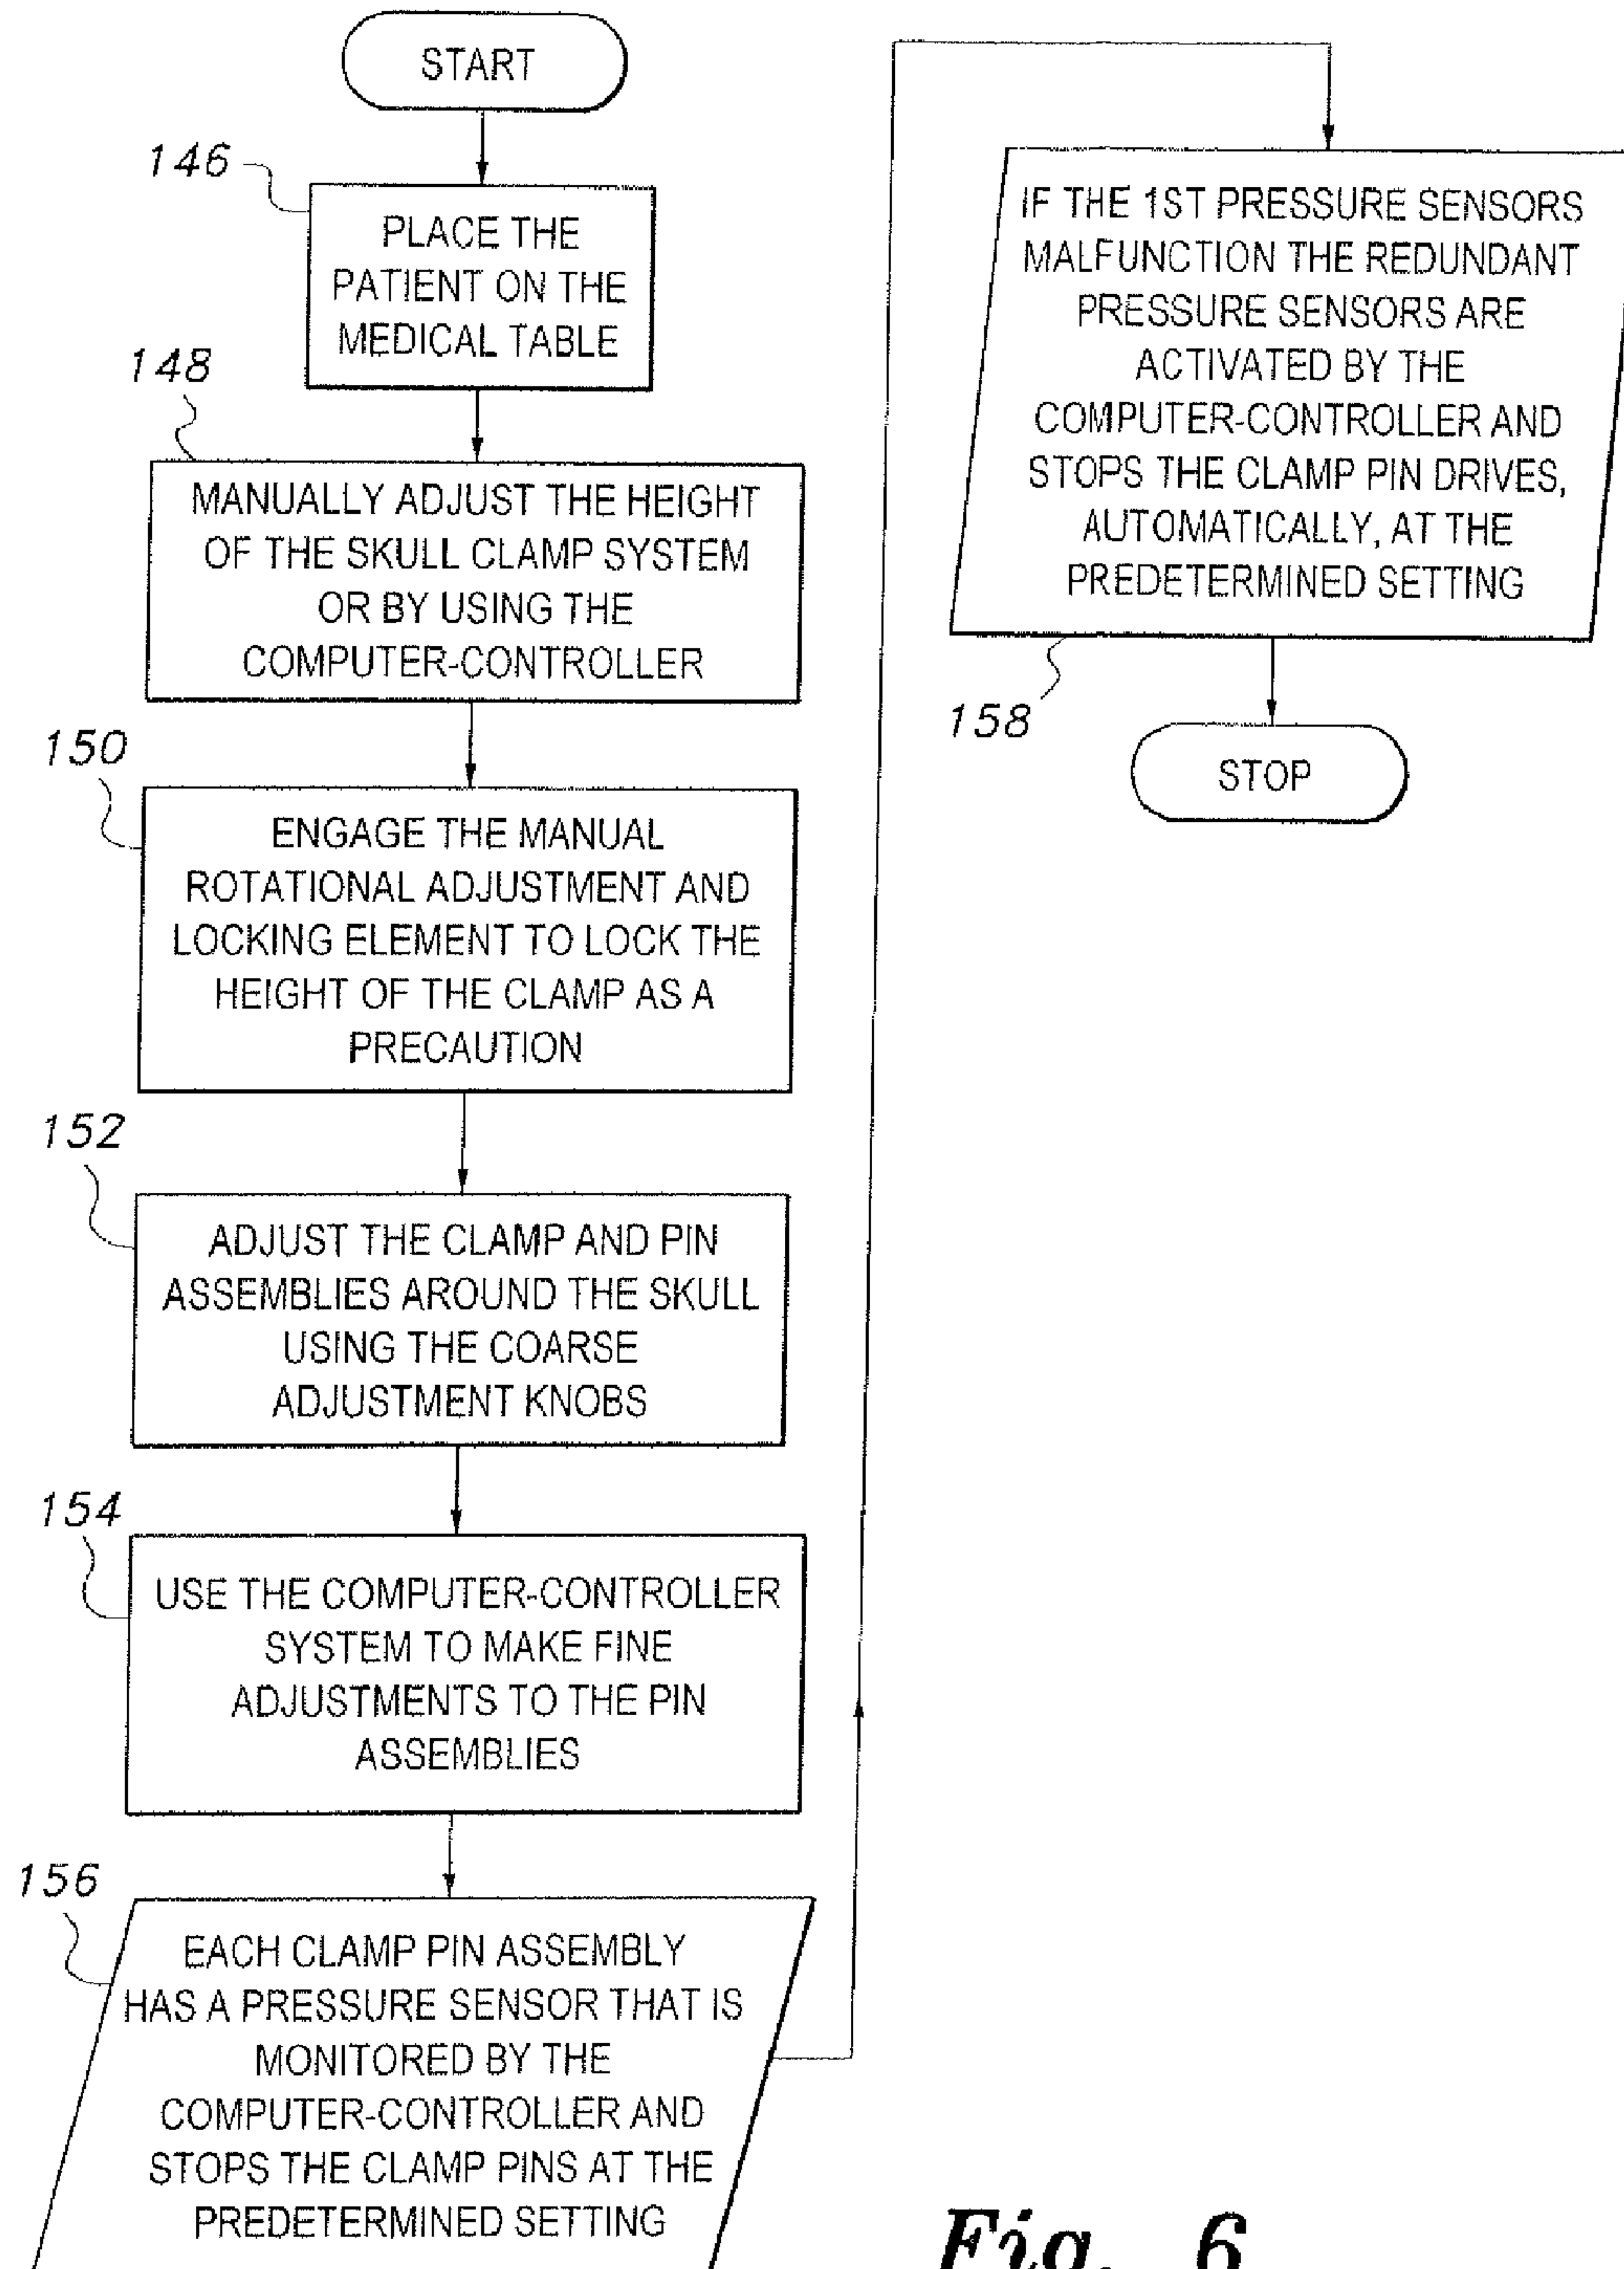 START
146
PLACE THE
PATIENT ON THE
MEDICAL TABLE
148
MANUALLY ADJUST THE HEIGHT
OF THE SKULL CLAMP SYSTEM
OR BY USING THE
COMPUTER-CONTROLLER
150
ENGAGE THE MANUAL
ROTATIONAL ADJUSTMENT AND
LOCKING ELEMENT TO LOCK THE
HEIGHT OF THE CLAMP AS A
PRECAUTION
152
ADJUST THE CLAMP AND PIN
ASSEMBLIES AROUND THE SKULL
USING THE COARSE
ADJUSTMENT KNOBS
154
USE THE COMPUTER-CONTROLLER
SYSTEM TO MAKE FINE
ADJUSTMENTS TO THE PIN
ASSEMBLIES
156
EACH CLAMP PIN ASSEMBLY
HAS A PRESSURE SENSOR THAT IS
MONITORED BY THE
COMPUTER-CONTROLLER AND
STOPS THE CLAMP PINS AT THE
PREDETERMINED SETTING
IF THE 1ST PRESSURE SENSORS
MALFUNCTION THE REDUNDANT
PRESSURE SENSORS ARE
ACTIVATED BY THE
COMPUTER-CONTROLLER AND
STOPS THE CLAMP PIN DRIVES,
AUTOMATICALLY, AT THE
PREDETERMINED SETTING
158
STOP
Fig. 6